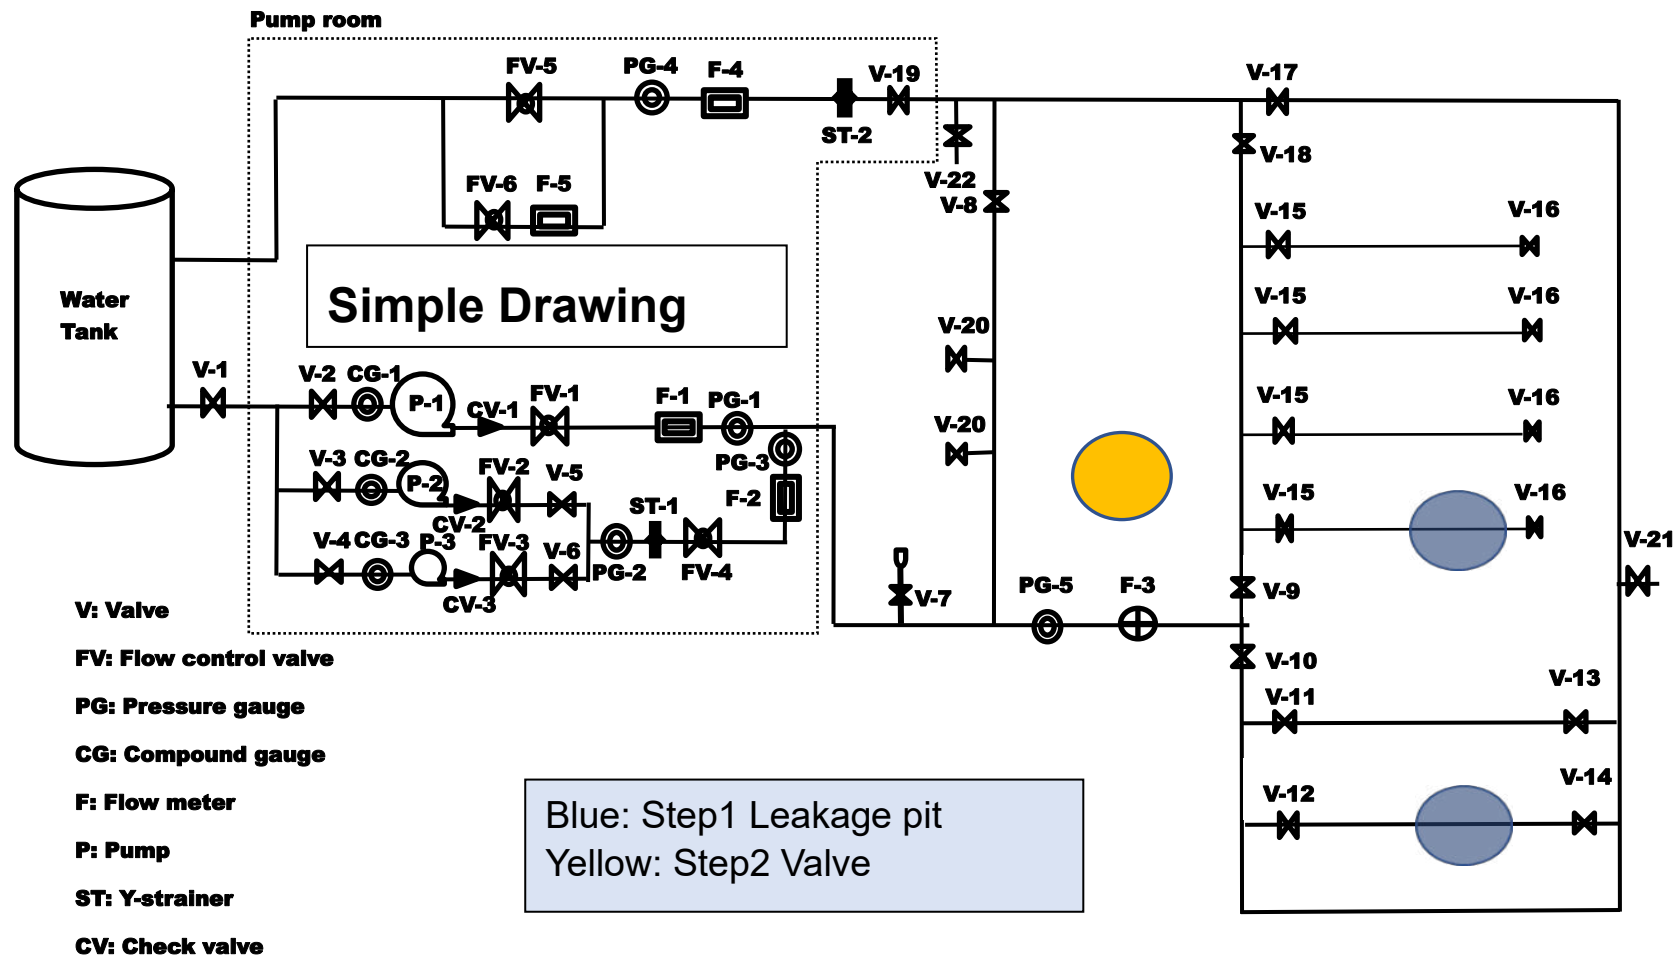 Pump room
FV-5
PG-4
F-4
V-19
V-17
ST-2
V-18
V-22
V-8
FV-6
F-5
V-15
V-16
Simple Drawing
Water
Tank
V-15
V-16
V-20
V-1
V-2
CG-1
P-1
CV-1
FV-1
F-1
PG-1
V-15
V-16
V-20
V-3
CG-2
P-2
CV-2
FV-2
V-5
PG-3
F-2
ST-1
V-15
V-16
V-4
CG-3
P-3
CV-3
FV-3
V-6
PG-2
FV-4
V-21
V-7
PG-5
F-3
V-9
V-10
V-11
V-13
V-12
V-14
V: Valve
FV: Flow control valve
PG: Pressure gauge
CG: Compound gauge
F: Flow meter
P: Pump
ST: Y-strainer
CV: Check valve
Blue: Step1 Leakage pit
Yellow: Step2 Valve